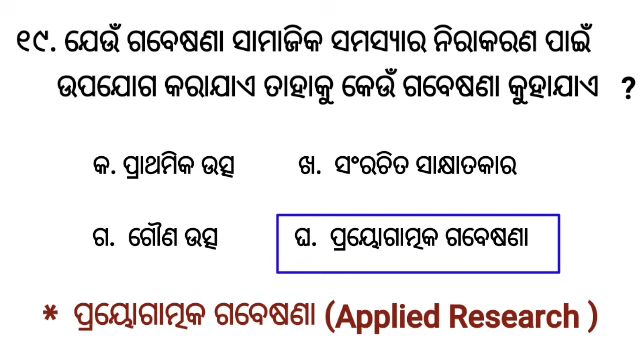 ୧୯. ଯେଉଁ ଗବେଷଣା ସାମାଜିକ ସମସ୍ୟାର ନିରାକରଣ ପାଇଁ
ଉପଯୋଗ କରାଯାଏ ତାହାକୁ କେଉଁ ଗବେଷଣା କୁହାଯାଏ ?
କ. ପ୍ରାଥମିକ ଉତ୍ସ ଖ. ସଂରଚିତ ସାକ୍ଷାତକାର
ଗ. ଗୌଣ ଉତ୍ସ ଘ. ପ୍ରୟୋଗାତ୍ମକ ଗବେଷଣା
* ପ୍ରୟୋଗାତ୍ମକ ଗବେଷଣା (Applied Research )